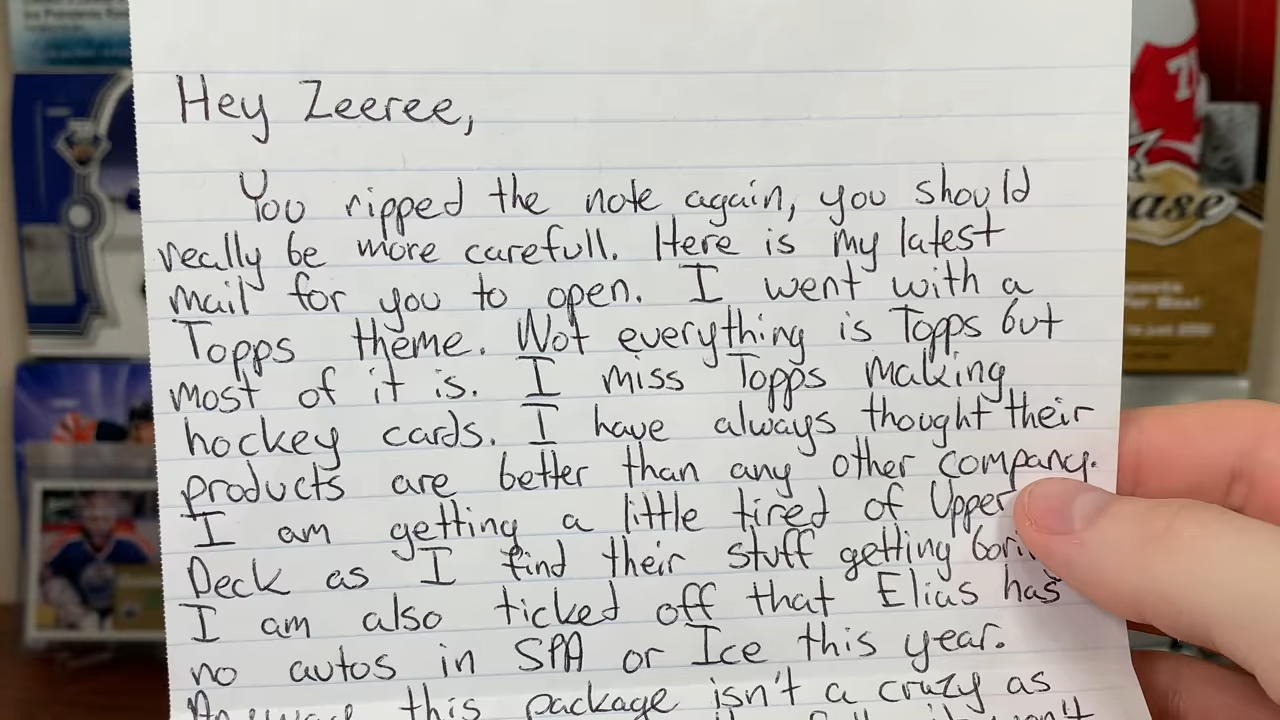 Hey Zeeree,
You ripped the note again, you should
really be more carefull. Here is my latest
mail for you to open. I went with a
Topps theme. Not everything is Topps but
most of it is. I miss Topps making
hockey cards. I have always thought their
products are better than any other company.
I am getting a little tired of Upper
Deck as I find their stuff getting
I am also ticked off that Elias has
no autos in SPA or Ice this year.
this package isn't a crazy as
ase